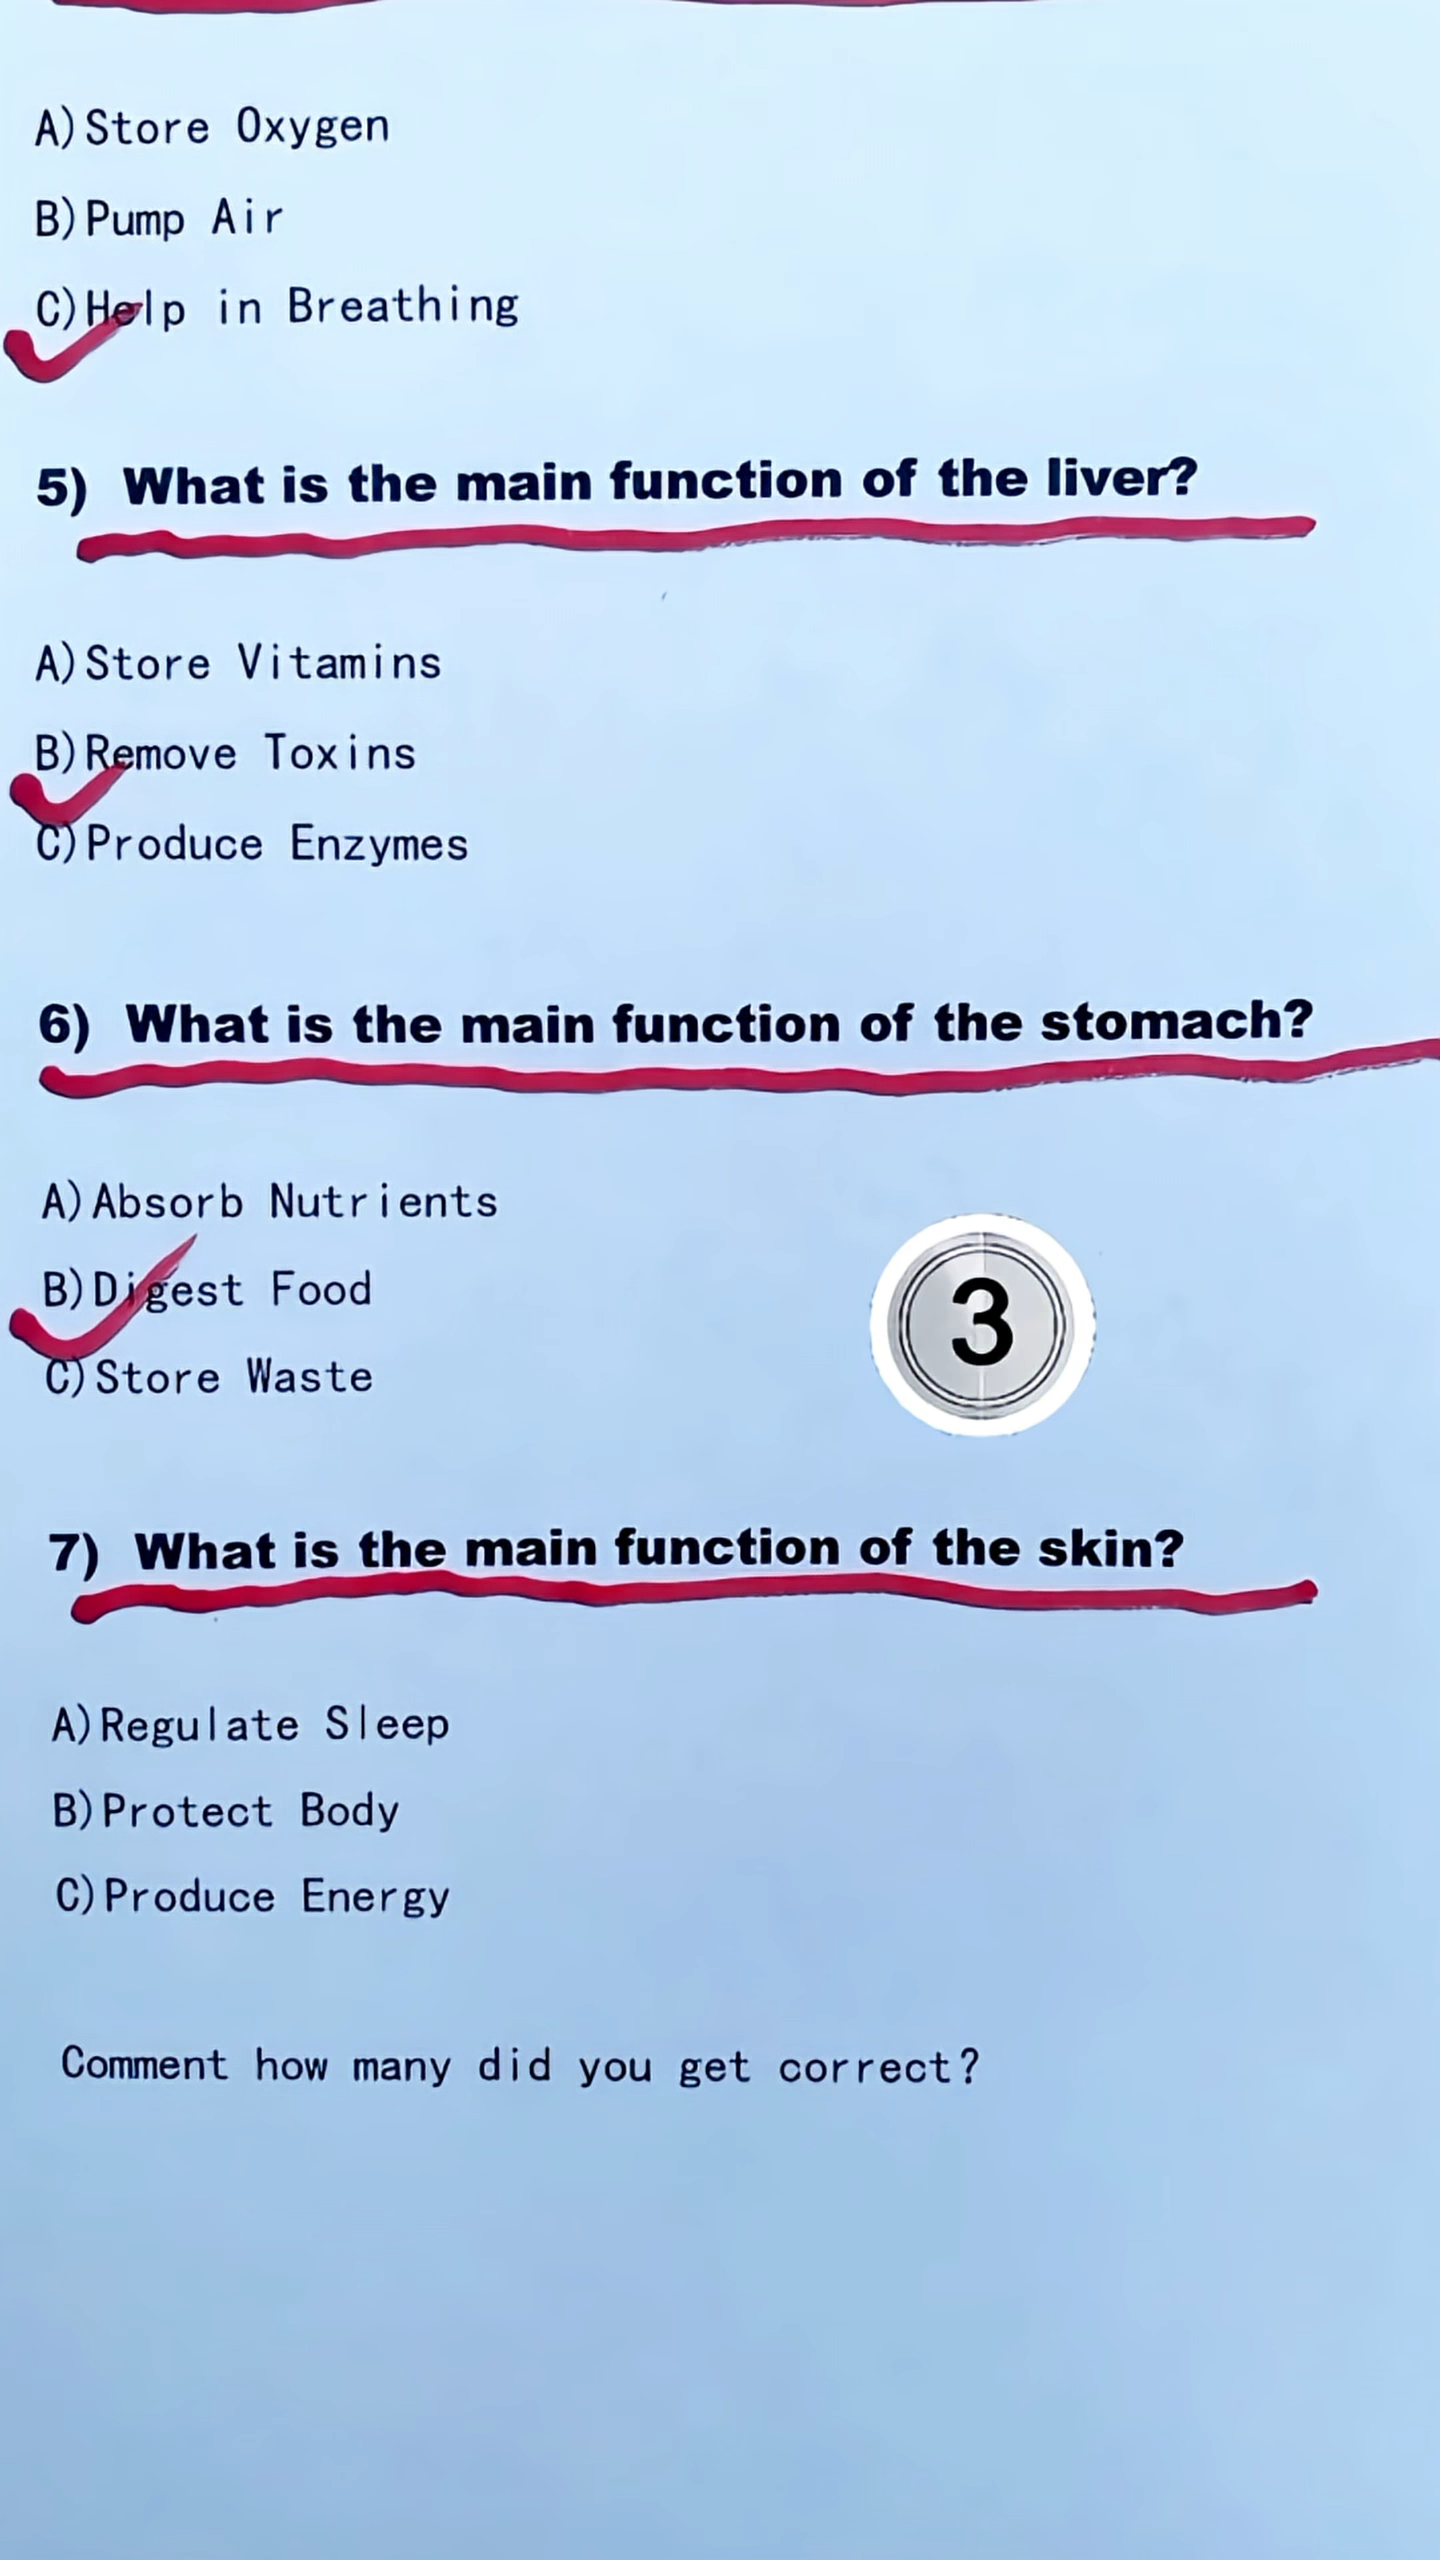 A)Store Oxygen
B)Pump Air
C)Help in Breathing
5) What is the main function of the liver?
A)Store Vitamins
B)Remove Toxins
C)Produce Enzymes
6) What is the main function of the stomach?
A)Absorb Nutrients
B)Digest Food
C)Store Waste
3
7) What is the main function of the skin?
A)Regulate Sleep
B)Protect Body
C)Produce Energy
Comment how many did you get correct?